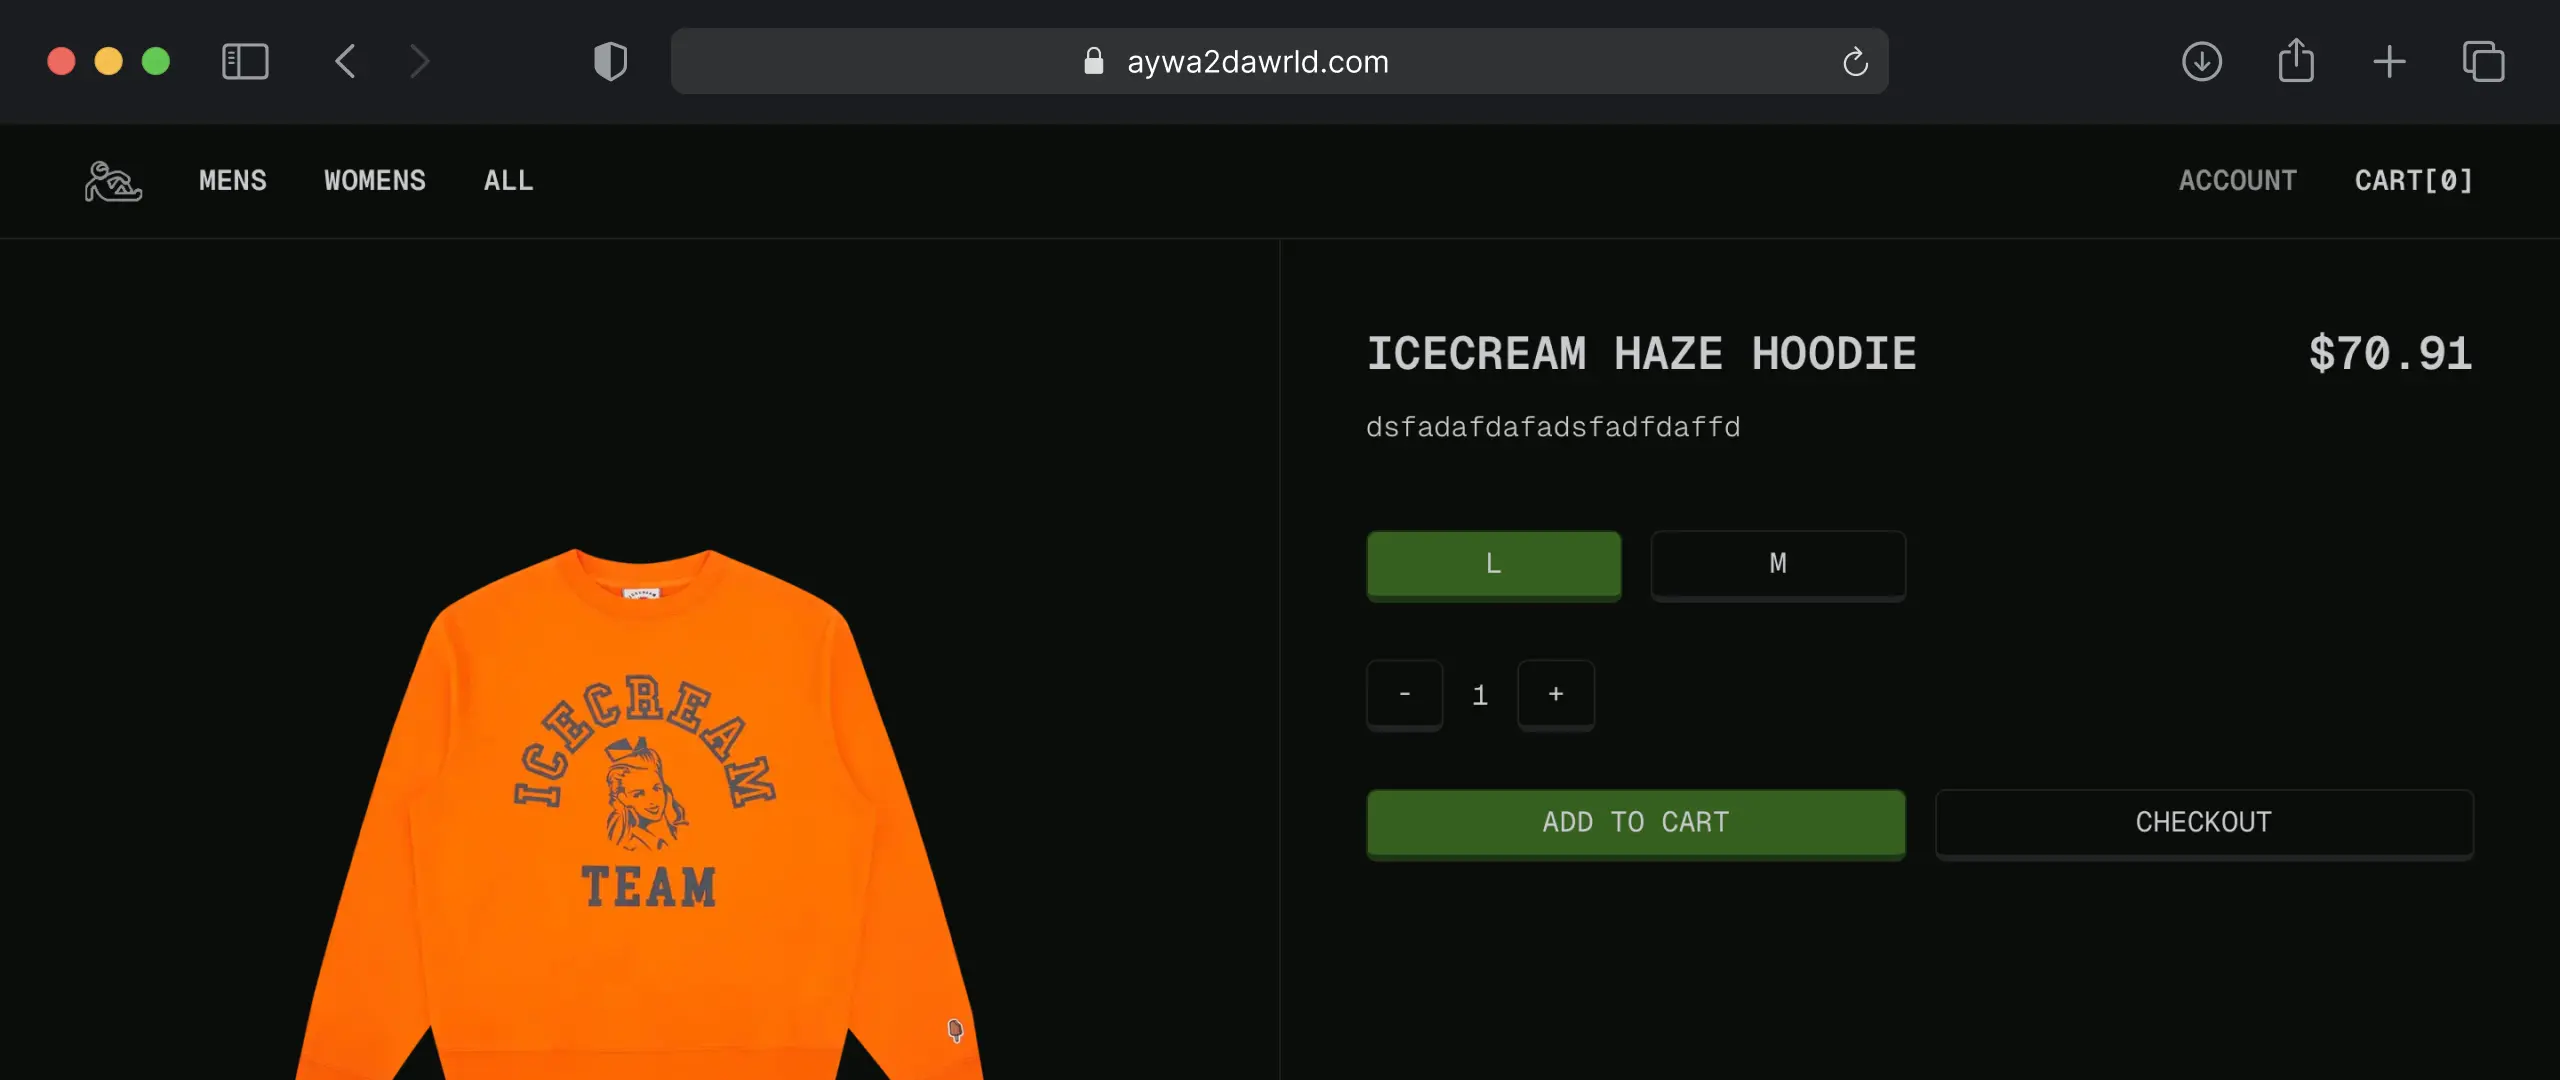 aywa2dawrld.com
MENS WOMENS ALL ACCOUNT CART[0]
ICECREAM HAZE HOODIE $70.91
dsfadafdafadsfadfdaffd
L M
- 1 +
ADD TO CART CHECKOUT
ICECREAM
TEAM